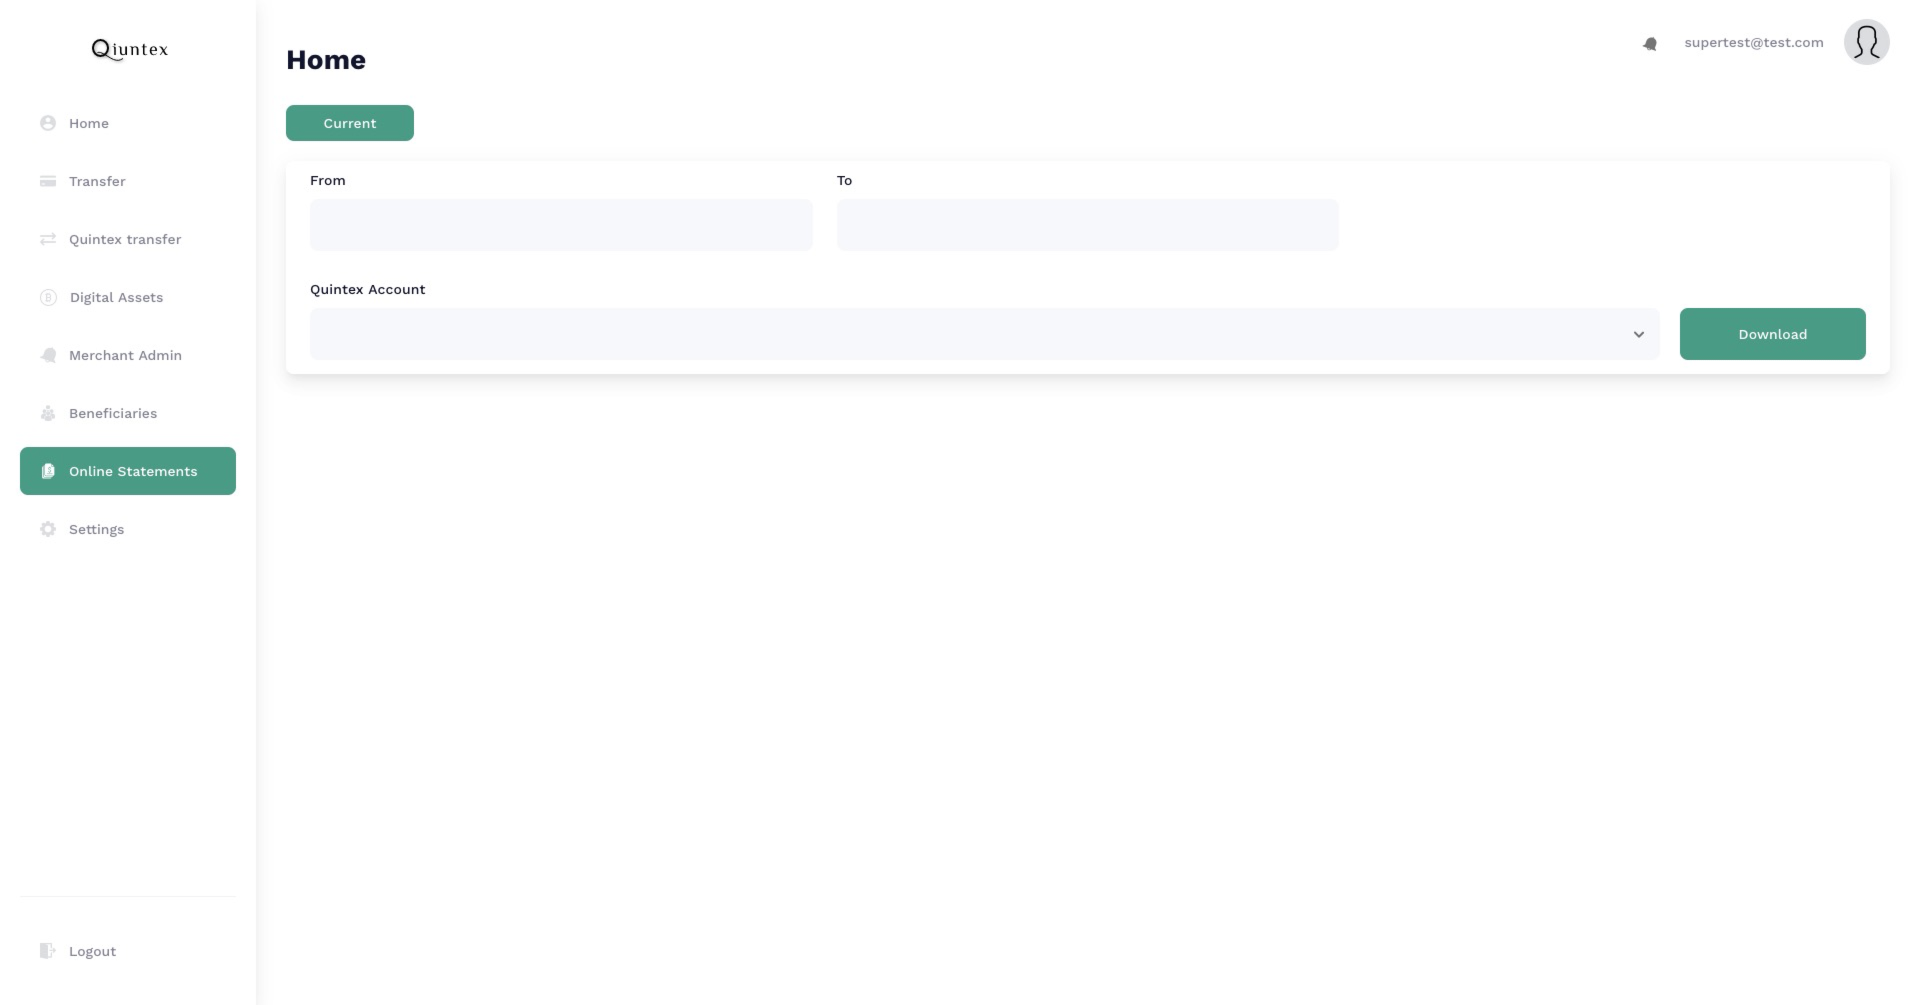 Qiuntex
Home
Transfer
Quintex transfer
Digital Assets
Merchant Admin
Beneficiaries
Online Statements
Settings
Logout
Home
supertest@test.com
Current
From
To
Quintex Account
Download